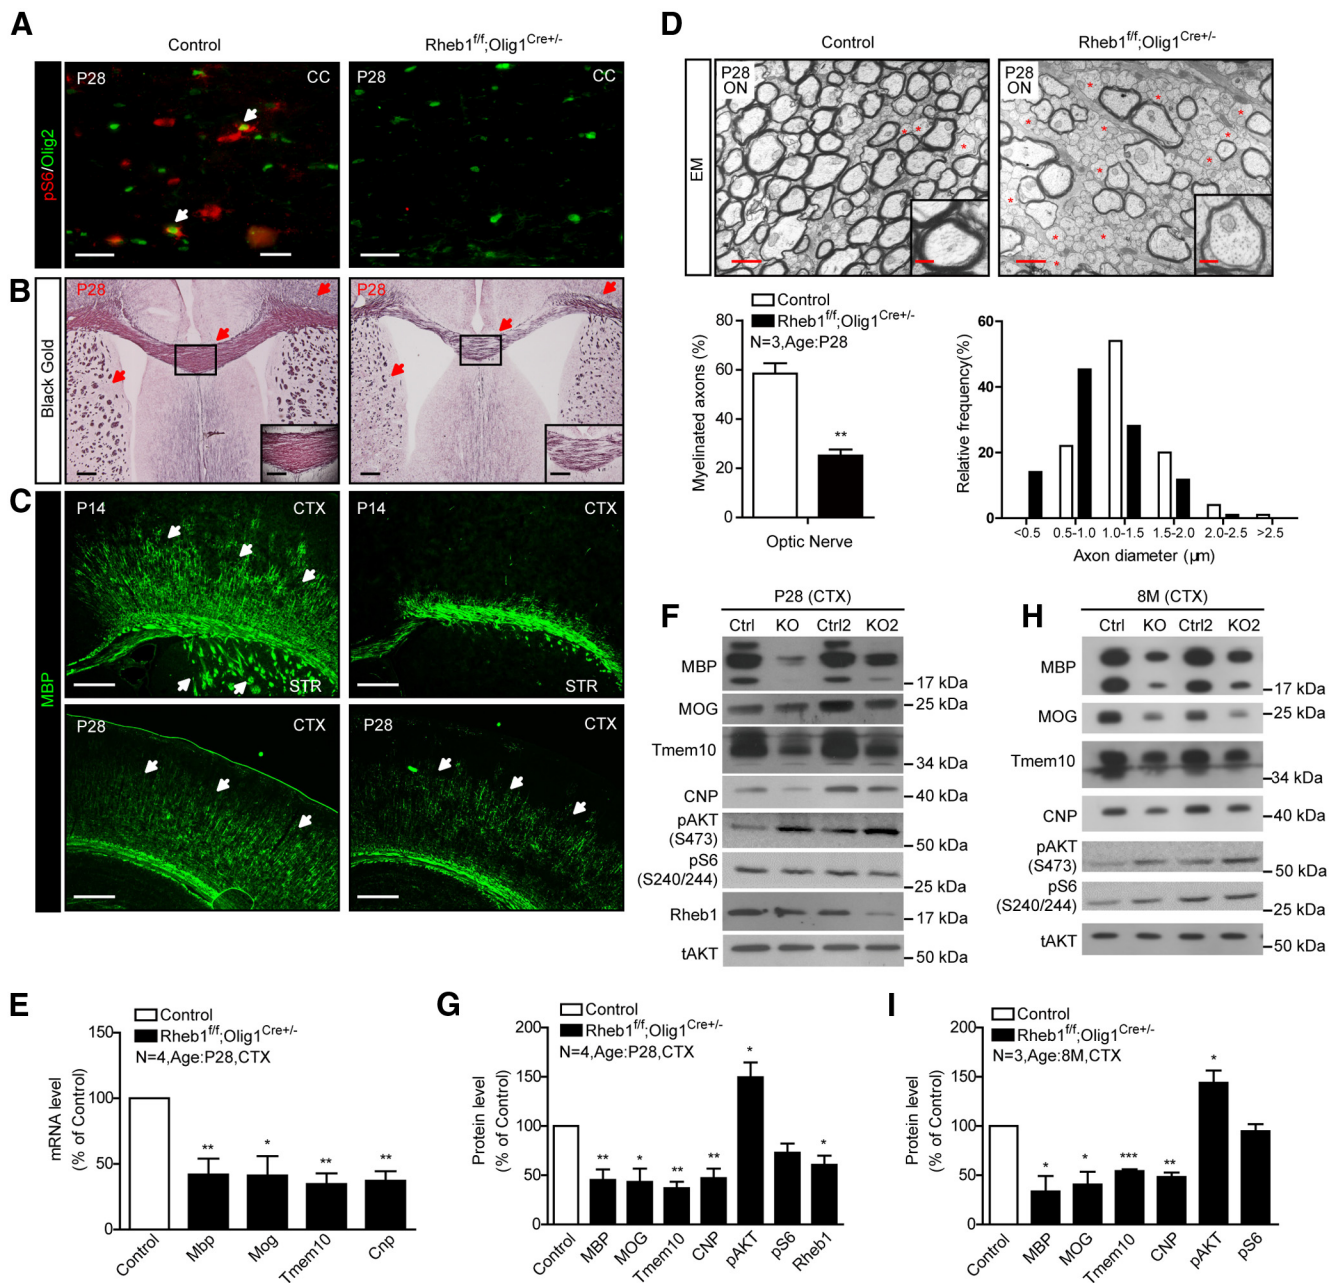 A
Control
Rheb1f/f;Olig1Cre+/-
pS6/Olig2
P28
CC
P28
CC
B
Black Gold
P28
P28
C
MBP
P14
CTX
STR
P14
CTX
STR
P28
CTX
P28
CTX
D
Control
Rheb1f/f;Olig1Cre+/-
EM
P28
ON
P28
ON
Control
Rheb1f/f;Olig1Cre+/-
N=3,Age:P28
Myelinated axons (%)
80
60
40
20
0
**
Optic Nerve
Relative frequency(%)
60
40
20
0
<0.5
0.5-1.0
1.0-1.5
1.5-2.0
2.0-2.5
>2.5
Axon diameter (μm)
F
P28 (CTX)
Ctrl KO Ctrl2 KO2
MBP
17 kDa
MOG
25 kDa
Tmem10
34 kDa
CNP
40 kDa
pAKT
(S473)
50 kDa
pS6
(S240/244)
25 kDa
Rheb1
17 kDa
tAKT
50 kDa
H
8M (CTX)
Ctrl KO Ctrl2 KO2
MBP
17 kDa
MOG
25 kDa
Tmem10
34 kDa
CNP
40 kDa
pAKT
(S473)
50 kDa
pS6
(S240/244)
25 kDa
tAKT
50 kDa
E
Control
Rheb1f/f;Olig1Cre+/-
N=4,Age:P28,CTX
mRNA level
(% of Control)
150
100
50
0
** * ** **
Control
Mbp
Mog
Tmem10
Cnp
G
Control
Rheb1f/f;Olig1Cre+/-
N=4,Age:P28,CTX
Protein level
(% of Control)
200
150
100
50
0
** * ** ** * *
Control
MBP
MOG
Tmem10
CNP
pAKT
pS6
Rheb1
I
Control
Rheb1f/f;Olig1Cre+/-
N=3,Age:8M,CTX
Protein level
(% of Control)
200
150
100
50
0
* * *** ** *
Control
MBP
MOG
Tmem10
CNP
pAKT
pS6